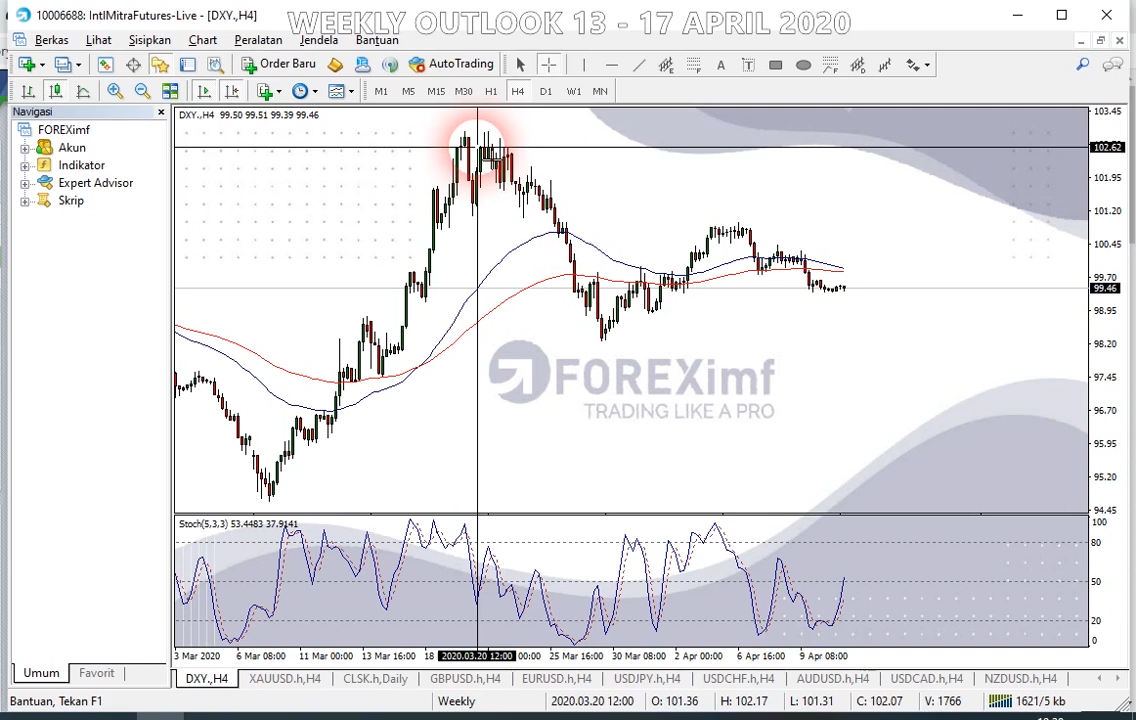 10006688: IntlMitraFutures-Live - [DXY.,H4]
WEEKLY OUTLOOK 13 - 17 APRIL 2020
Berkas Lihat Sisipkan Chart Peralatan Jendela Bantuan
Order Baru AutoTrading
M1 M5 M15 M30 H1 H4 D1 W1 MN
Navigasi
FOREXimf
Akun
Indikator
Expert Advisor
Skrip
Umum Favorit
DXY.,H4 99.50 99.51 99.39 99.46
103.45
102.62
101.95
101.20
100.45
99.70
99.46
98.95
98.20
97.45
96.70
95.95
95.20
94.45
FOREXimf
TRADING LIKE A PRO
Stoch(5,3,3) 53.4483 37.9141
100
80
50
20
0
3 Mar 2020 6 Mar 08:00 11 Mar 00:00 13 Mar 16:00 18 2020.03.20 12:00 00:00 25 Mar 16:00 30 Mar 08:00 2 Apr 00:00 6 Apr 16:00 9 Apr 08:00
DXY.,H4 XAUUSD.h,H4 CLSK.h,Daily GBPUSD.h,H4 EURUSD.h,H4 USDJPY.h,H4 USDCHF.h,H4 AUDUSD.h,H4 USDCAD.h,H4 NZDUSD.h,H4
Bantuan, Tekan F1 Weekly 2020.03.20 12:00 O: 101.36 H: 102.17 L: 101.31 C: 102.07 V: 1766 1621/5 kb